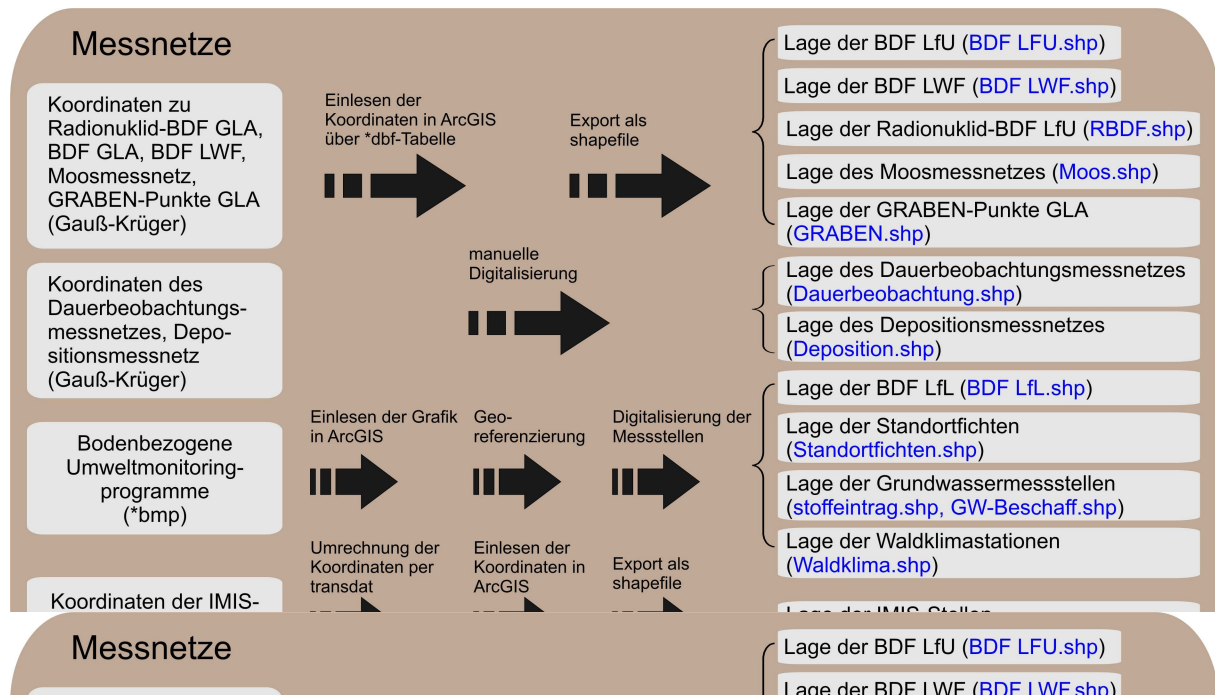 Messnetze
Koordinaten zu
Radionuklid-BDF GLA,
BDF GLA, BDF LWF,
Moosmessnetz,
GRABEN-Punkte GLA
(Gauß-Krüger)
Einlesen der
Koordinaten in ArcGIS
über *dbf-Tabelle
Export als
shapefile
Lage der BDF LfU (BDF LFU.shp)
Lage der BDF LWF (BDF LWF.shp)
Lage der Radionuklid-BDF LfU (RBDF.shp)
Lage des Moosmessnetzes (Moos.shp)
Lage der GRABEN-Punkte GLA
(GRABEN.shp)
Koordinaten des
Dauerbeobachtungs-
messnetzes, Depo-
sitionsmessnetz
(Gauß-Krüger)
manuelle
Digitalisierung
Lage des Dauerbeobachtungsmessnetzes
(Dauerbeobachtung.shp)
Lage des Depositionsmessnetzes
(Deposition.shp)
Bodenbezogene
Umweltmonitoring-
programme
(*bmp)
Einlesen der Grafik
in ArcGIS
Geo-
referenzierung
Digitalisierung der
Messstellen
Lage der BDF LfL (BDF LfL.shp)
Lage der Standortfichten
(Standortfichten.shp)
Lage der Grundwassermessstellen
(stoffeintrag.shp, GW-Beschaff.shp)
Lage der Waldklimastationen
(Waldklima.shp)
Koordinaten der IMIS-
Umrechnung der
Koordinaten per
transdat
Einlesen der
Koordinaten in
ArcGIS
Export als
shapefile
Lage der IMIS-Stellen
Messnetze
Lage der BDF LfU (BDF LFU.shp)
Lage der BDF LWF (BDF LWF.shp)